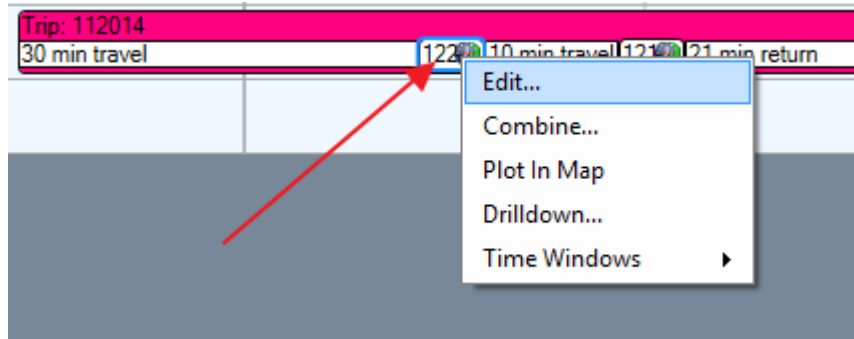 Trip: 112014
30 min travel 122 10 min travel 121 21 min return
Edit...
Combine...
Plot In Map
Drilldown...
Time Windows